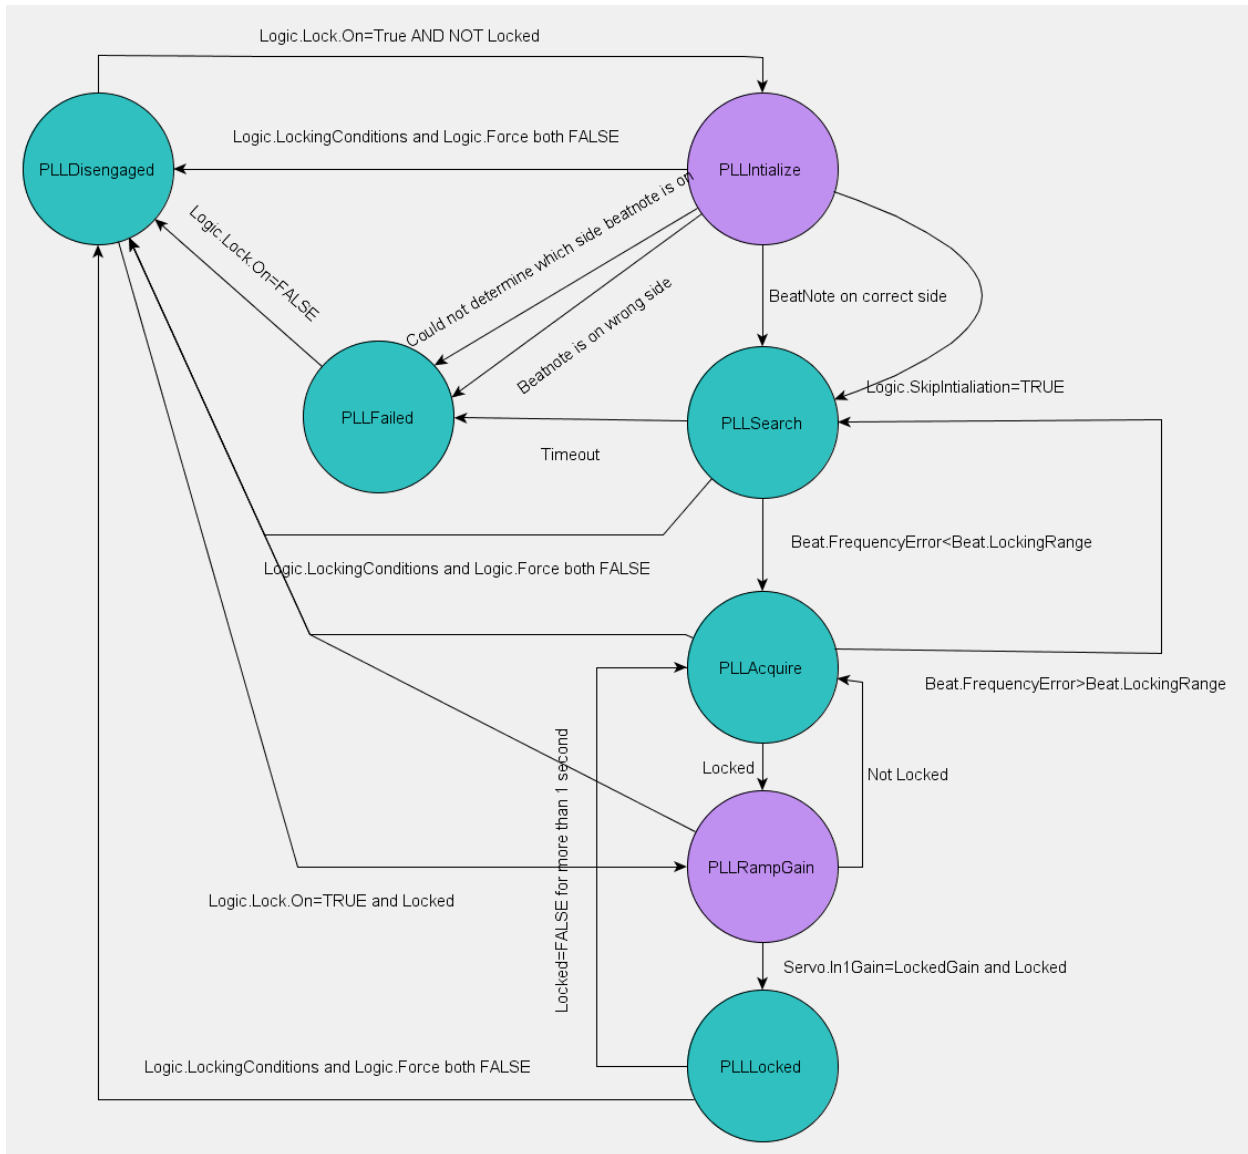 Logic.Lock.On=True AND NOT Locked
Logic.LockingConditions and Logic.Force both FALSE
PLLDisengaged
PLLIntialize
Could not determine which side beatnote is on
Logic.Lock.On=FALSE
BeatNote on correct side
Beatnote is on wrong side
Logic.SkipIntialiation=TRUE
PLLFailed
PLLSearch
Timeout
Beat.FrequencyError<Beat.LockingRange
Logic.LockingConditions and Logic.Force both FALSE
PLLAcquire
Beat.FrequencyError>Beat.LockingRange
Locked
Not Locked
Locked=FALSE for more than 1 second
PLLRampGain
Logic.Lock.On=TRUE and Locked
Servo.In1Gain=LockedGain and Locked
Logic.LockingConditions and Logic.Force both FALSE
PLLLocked